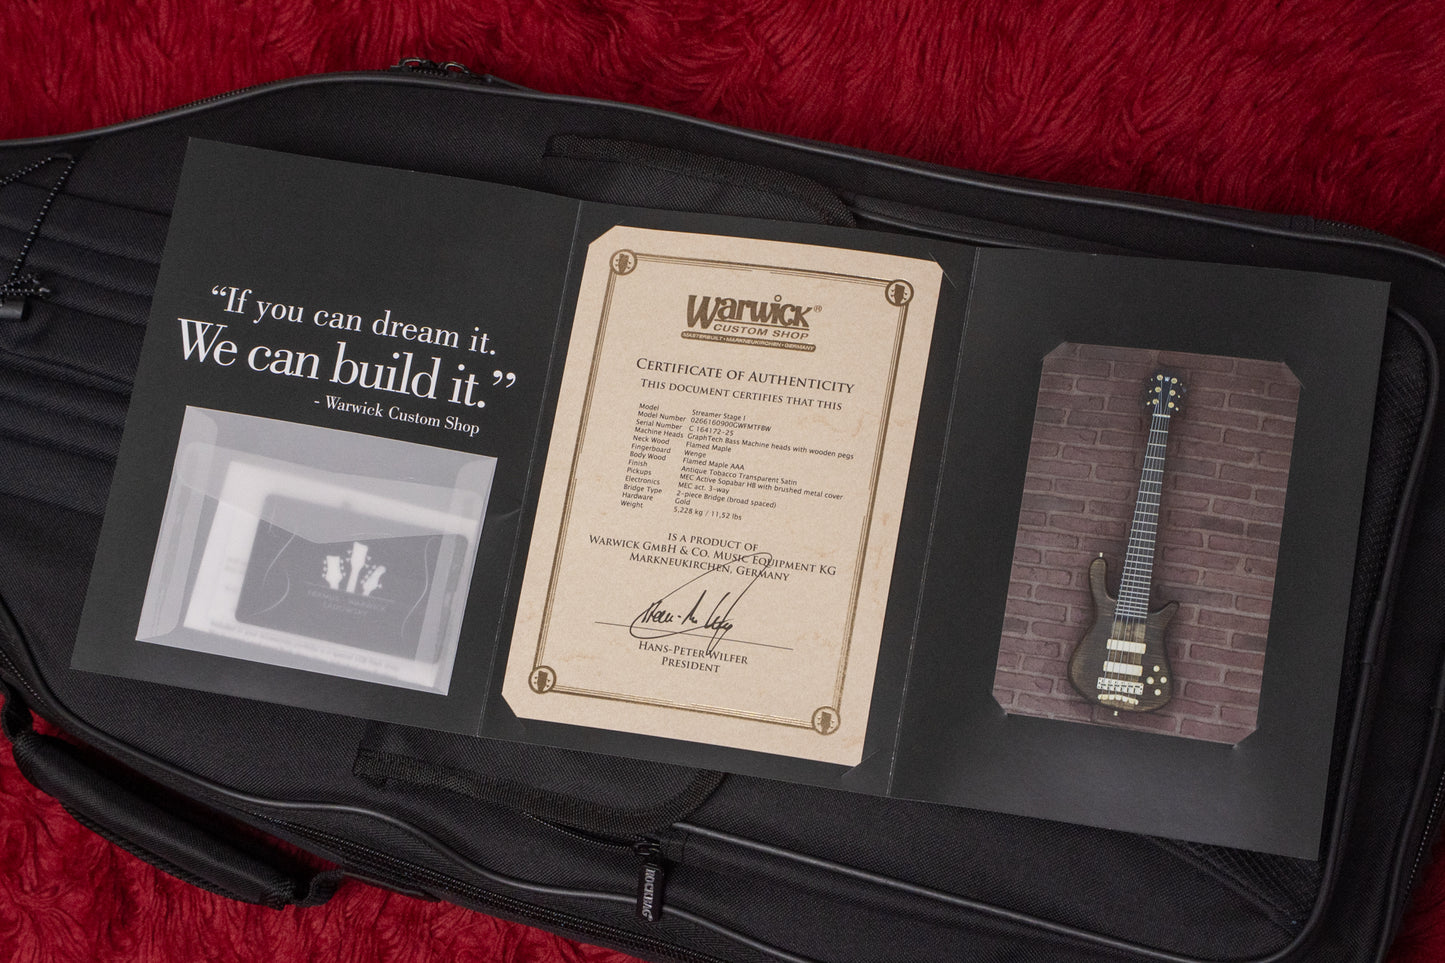 “If you can dream it.
We can build it.”
- Warwick Custom Shop
Warwick®
CUSTOM SHOP
MASTERBUILT • MARKNEUKIRCHEN • GERMANY
CERTIFICATE OF AUTHENTICITY
THIS DOCUMENT CERTIFIES THAT THIS
Model Streamer Stage I
Model Number 0266160900GWFMTFBW
Serial Number C 164172-25
Machine Heads GraphTech Bass Machine heads with wooden pegs
Neck Wood Flamed Maple
Fingerboard Wenge
Body Wood Flamed Maple AAA
Finish Antique Tobacco Transparent Satin
Pickups MEC Active Sopabar HB with brushed metal cover
Electronics MEC act. 3-way
Bridge Type 2-piece Bridge (broad spaced)
Hardware Gold
Weight 5,228 kg / 11,52 lbs
IS A PRODUCT OF
WARWICK GMBH & CO. MUSIC EQUIPMENT KG
MARKNEUKIRCHEN, GERMANY
HANS-PETER WILFER
PRESIDENT
ROCKBAG